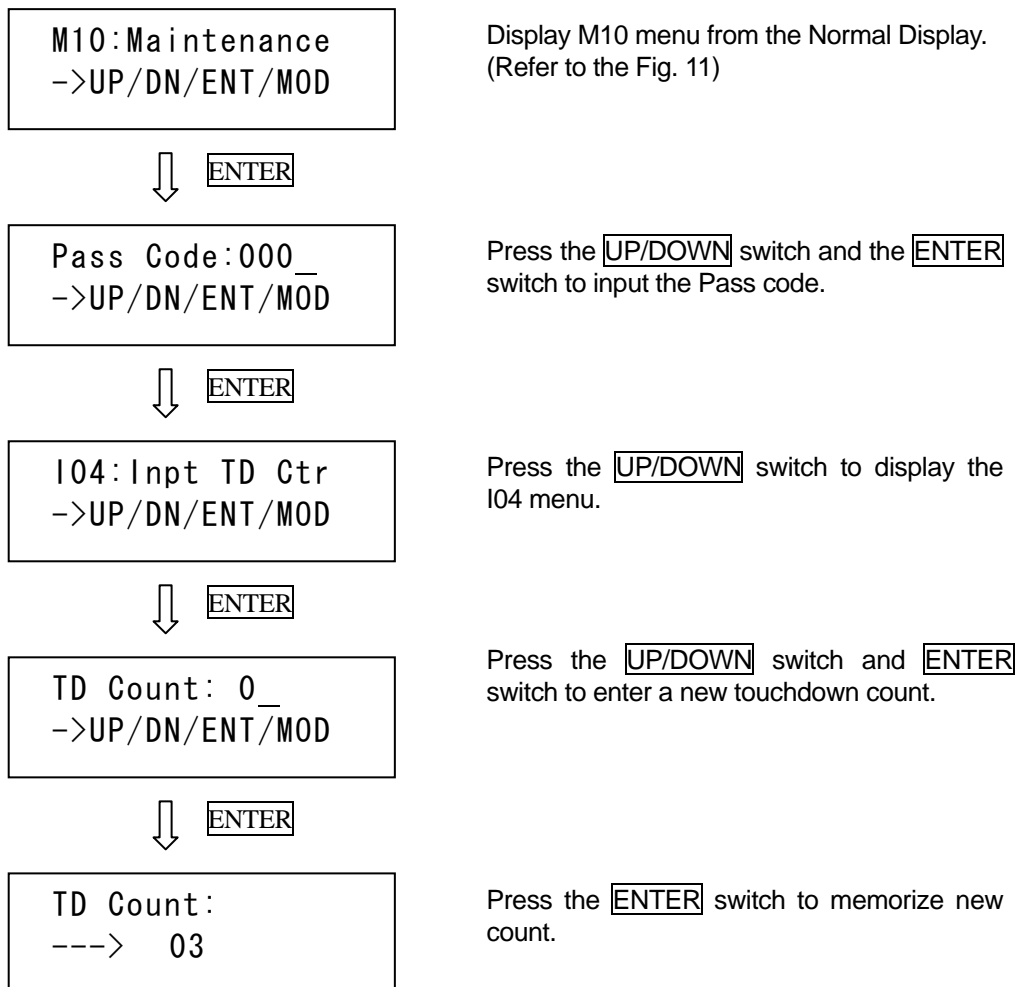 M10:Maintenance
->UP/DN/ENT/MOD
Display M10 menu from the Normal Display.
(Refer to the Fig. 11)
ENTER
Pass Code:000_
->UP/DN/ENT/MOD
Press the UP/DOWN switch and the ENTER
switch to input the Pass code.
ENTER
I04:Inpt TD Ctr
->UP/DN/ENT/MOD
Press the UP/DOWN switch to display the
I04 menu.
ENTER
TD Count: 0_
->UP/DN/ENT/MOD
Press the UP/DOWN switch and ENTER
switch to enter a new touchdown count.
ENTER
TD Count:
---> 03
Press the ENTER switch to memorize new
count.